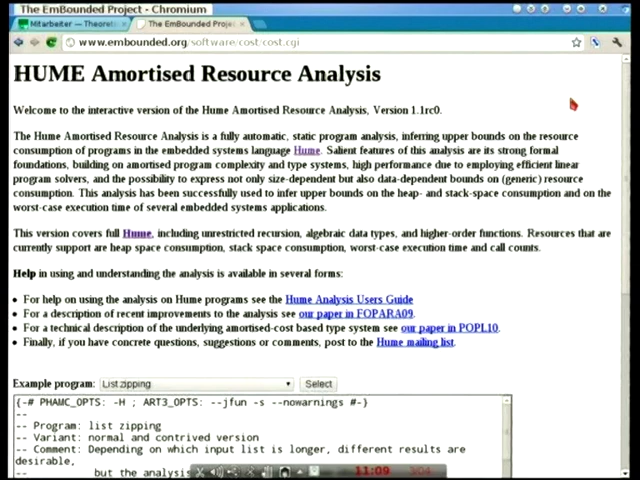 The EmBounded Project - Chromium
Mitarbeiter — Theoret
The EmBounded Projec
www.embounded.org/software/cost/cost.cgi
HUME Amortised Resource Analysis
Welcome to the interactive version of the Hume Amortised Resource Analysis, Version 1.1rc0.
The Hume Amortised Resource Analysis is a fully automatic, static program analysis, inferring upper bounds on the resource
consumption of programs in the embedded systems language Hume. Salient features of this analysis are its strong formal
foundations, building on amortised program complexity and type systems, high performance due to employing efficient linear
program solvers, and the possibility to express not only size-dependent but also data-dependent bounds on (generic) resource
consumption. This analysis has been successfully used to infer upper bounds on the heap- and stack-space consumption and on the
worst-case execution time of several embedded systems applications.
This version covers full Hume, including unrestricted recursion, algebraic data types, and higher-order functions. Resources that are
currently support are heap space consumption, stack space consumption, worst-case execution time and call counts.
Help in using and understanding the analysis is available in several forms:
• For help on using the analysis on Hume programs see the Hume Analysis Users Guide
• For a description of recent improvements to the analysis see our paper in FOPARA09.
• For a technical description of the underlying amortised-cost based type system see our paper in POPL10.
• Finally, if you have concrete questions, suggestions or comments, post to the Hume mailing list.
Example program: List zipping Select
{-# PHAMC_OPTS: -H ; ART3_OPTS: --jfun -s --nowarnings #-}
--
-- Program: list zipping
-- Variant: normal and contrived version
-- Comment: Depending on which input list is longer, different results are
desirable,
-- but the analysis
11:09